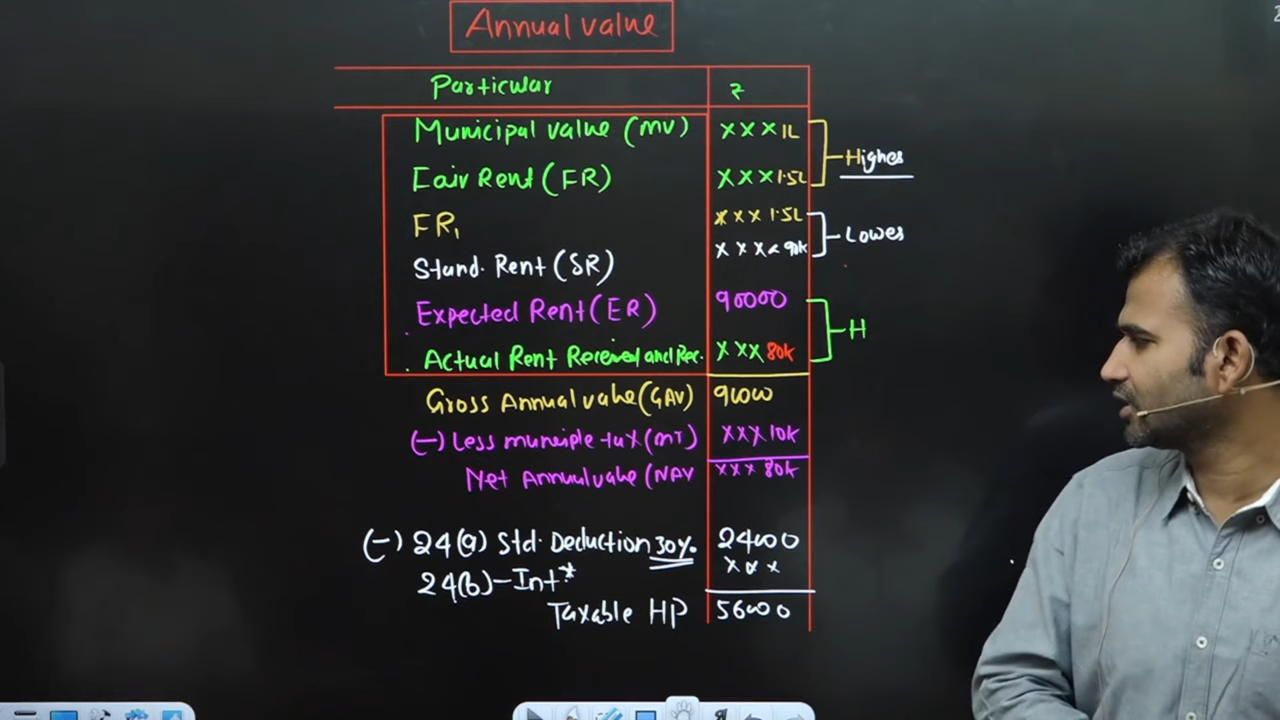 Annual value
Particular ₹
Municipal value (MV) XXX 1L
Higher
Fair Rent (FR) XXX 1.5L
FR1 XXX 1.5L
Lower
Stand. Rent (SR) XXX 90k
Expected Rent (ER) 90000
H
Actual Rent Received and Rec. XXX 80k
Gross Annual value (GAV) 90000
(-) Less municiple tax (MT) XXX 10k
Net Annual value (NAV XXX 80k
(-) 24(a) Std. Deduction 30% 24000
24(b) - Int* XXX
Taxable HP 56000